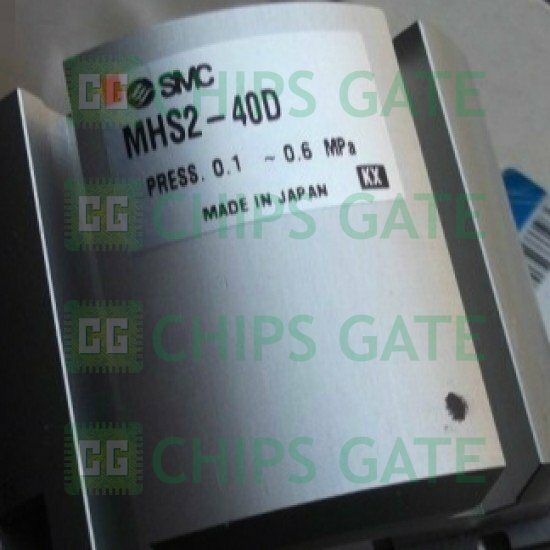 SMC
MHS2-40D
PRESS. 0.1 ~ 0.6 MPa
MADE IN JAPAN KX
CG CHIPS GATE
CG CHIPS GATE
CG CHIPS GATE
CG CHIPS GATE